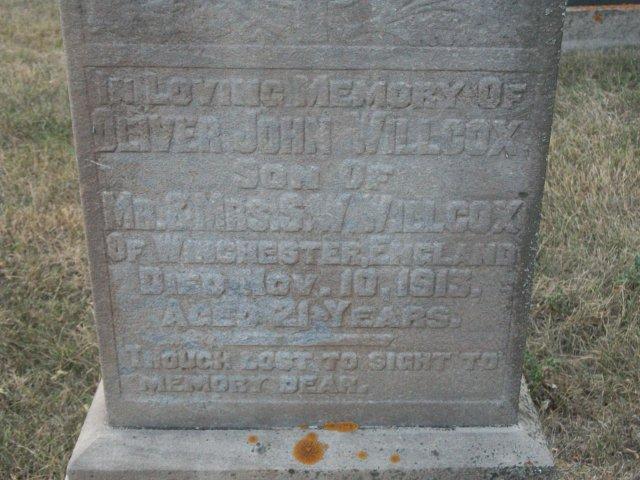 IN LOVING MEMORY OF
OLIVER JOHN WILLCOX.
SON OF
MR. & MRS. S. W. WILLCOX
OF WINCHESTER, ENGLAND
DIED NOV. 10. 1913.
AGED 21 YEARS.
THOUGH LOST TO SIGHT TO
MEMORY DEAR.